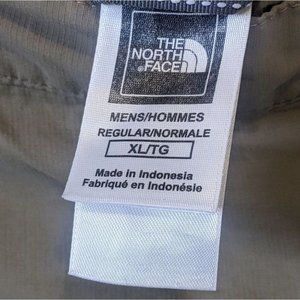 THE
NORTH
FACE
MENS/HOMMES
REGULAR/NORMALE
XL/TG
Made in Indonesia
Fabriqué en Indonésie